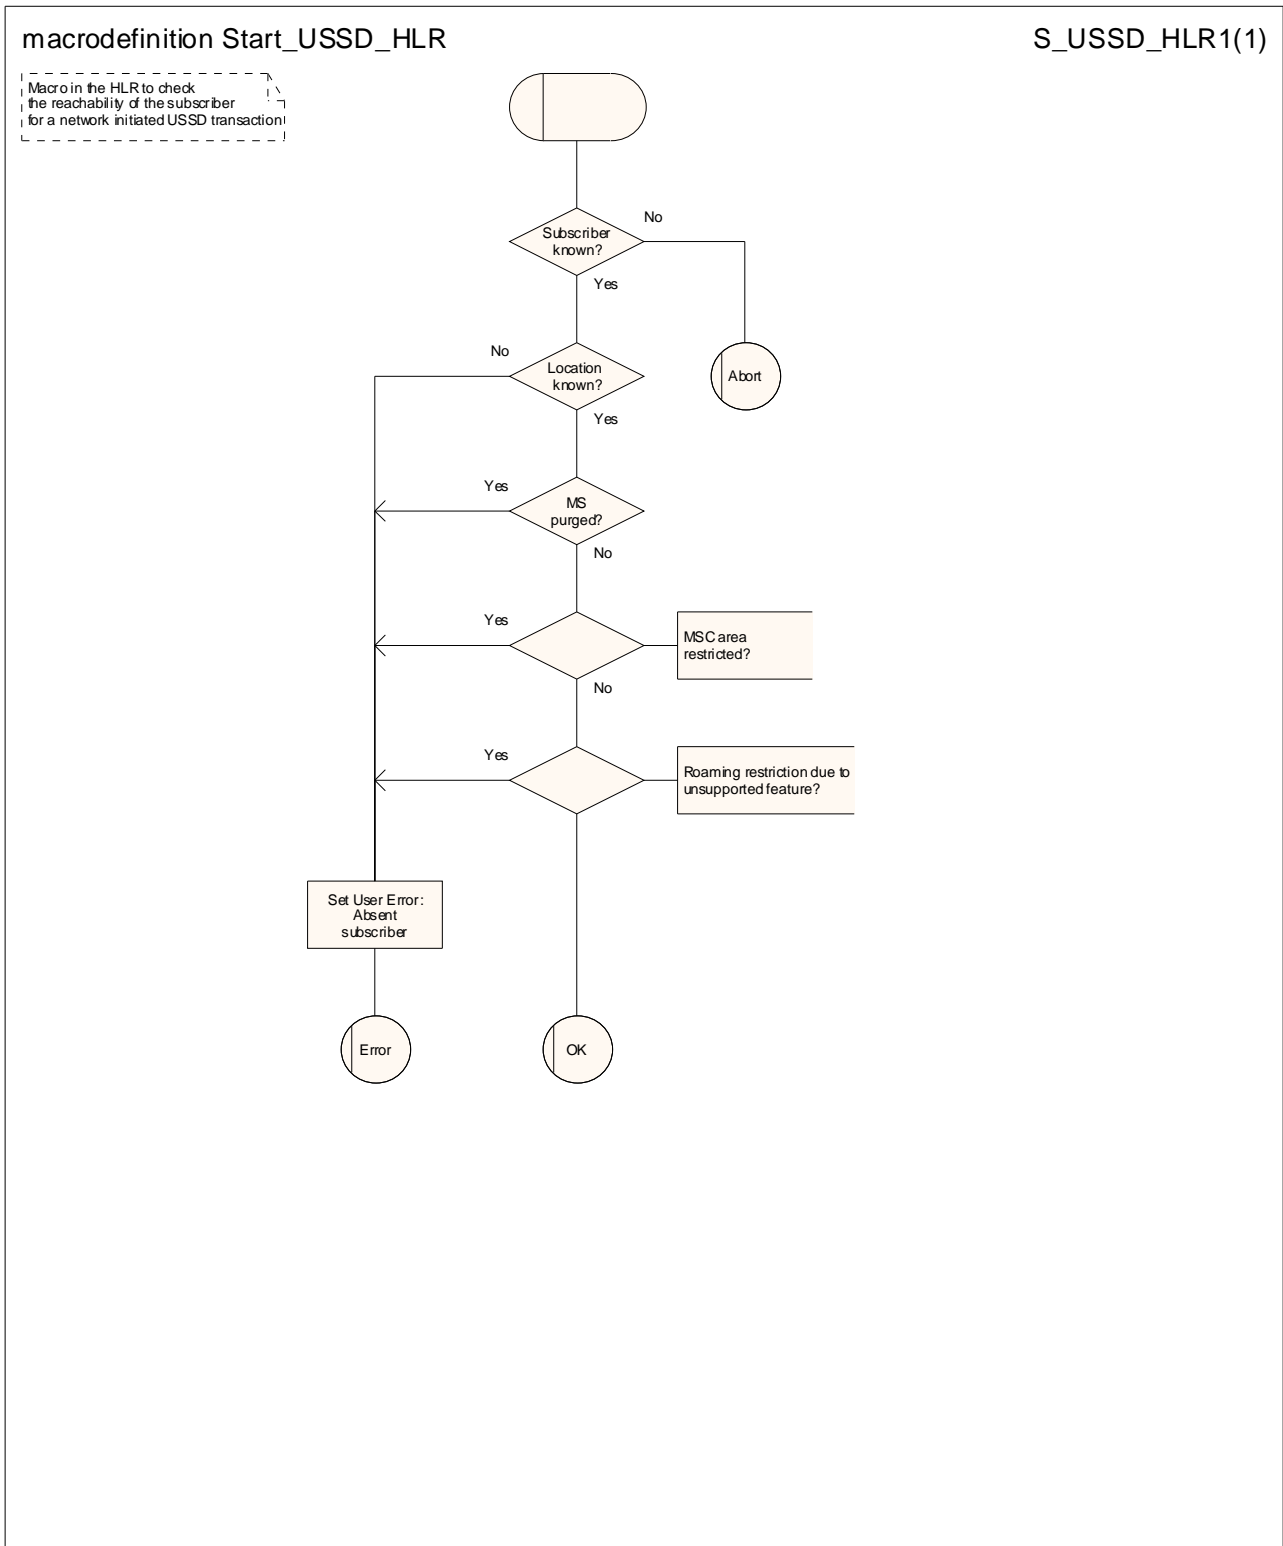 macrodefinition Start_USSD_HLR
S_USSD_HLR1(1)
Macro in the HLR to check
the reachability of the subscriber
for a network initiated USSD transaction
Subscriber
known?
No
Yes
Location
known?
No
Yes
Abort
MS
purged?
Yes
No
Yes
MSC area
restricted?
No
Yes
Roaming restriction due to
unsupported feature?
Set User Error:
Absent
subscriber
Error
OK